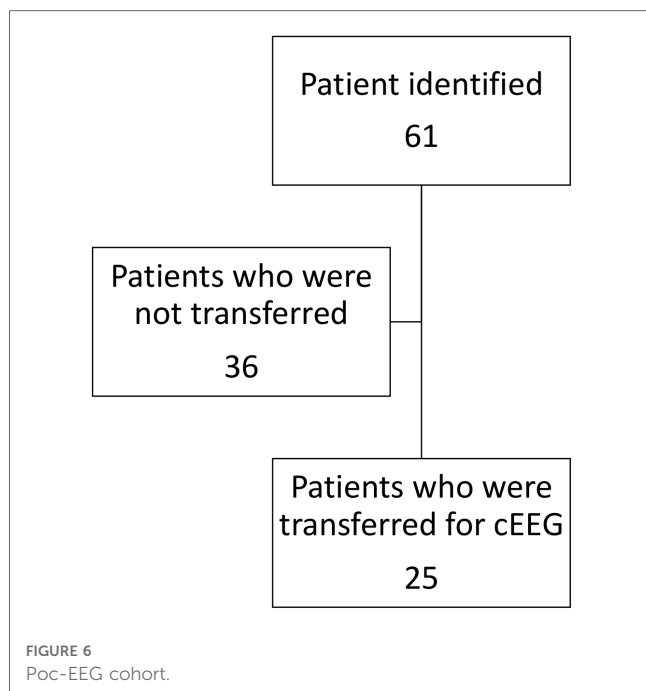 Patient identified
61
Patients who were
not transferred
36
Patients who were
transferred for cEEG
25
FIGURE 6
Poc-EEG cohort.